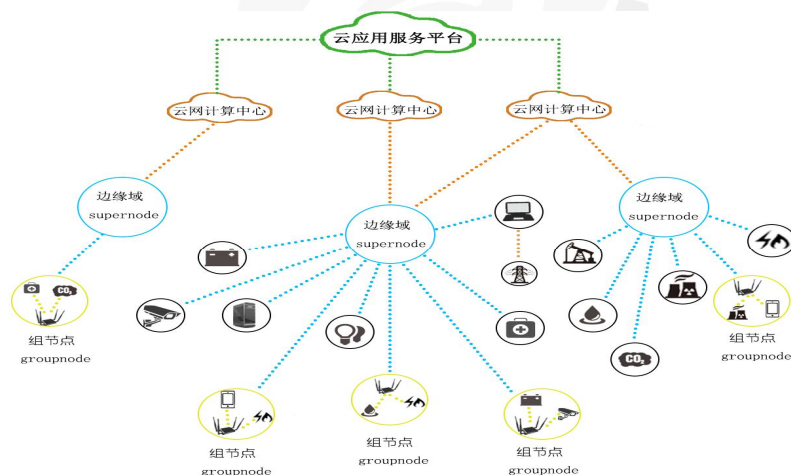 云应用服务平台
云网计算中心
云网计算中心
云网计算中心
边缘域
supernode
边缘域
supernode
边缘域
supernode
CO₂
组节点
groupnode
组节点
groupnode
CO₂
组节点
groupnode
组节点
groupnode
组节点
groupnode